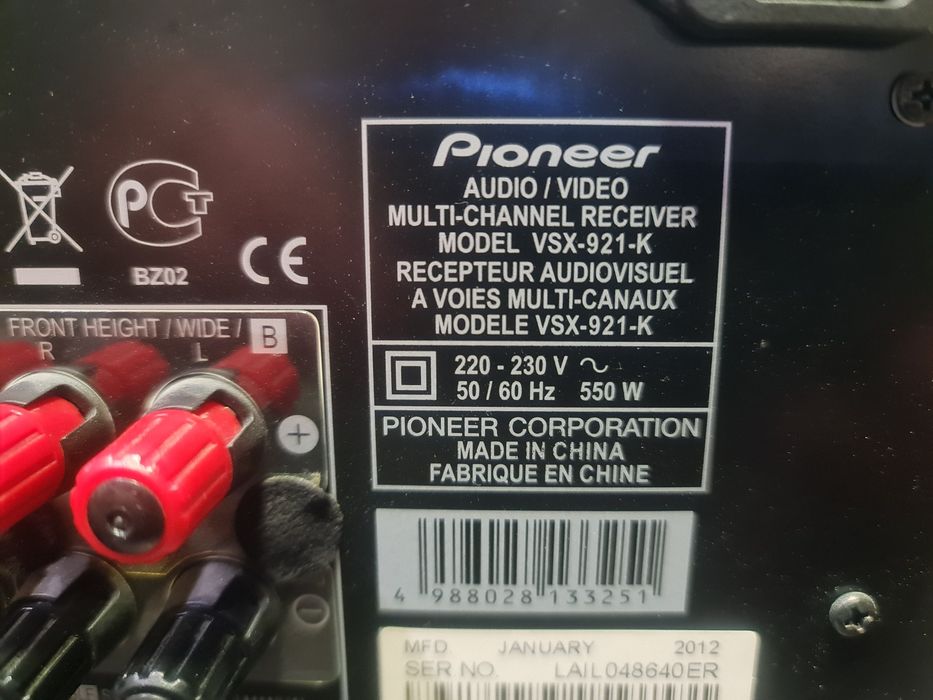 Pioneer
AUDIO / VIDEO
MULTI-CHANNEL RECEIVER
MODEL VSX-921-K
RECEPTEUR AUDIOVISUEL
A VOIES MULTI-CANAUX
MODELE VSX-921-K
220 - 230 V ~
50 / 60 Hz 550 W
PIONEER CORPORATION
MADE IN CHINA
FABRIQUE EN CHINE
4 988028 133251
MFD. JANUARY 2012
SER NO. LAIL048640ER
PCT
BZ02
CE
FRONT HEIGHT / WIDE / B
R L
+
−